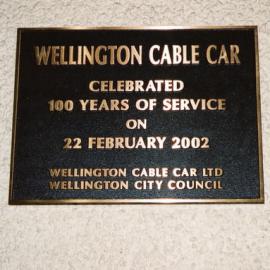 WELLINGTON CABLE CAR
CELEBRATED
100 YEARS OF SERVICE
ON
22 FEBRUARY 2002
WELLINGTON CABLE CAR LTD
WELLINGTON CITY COUNCIL